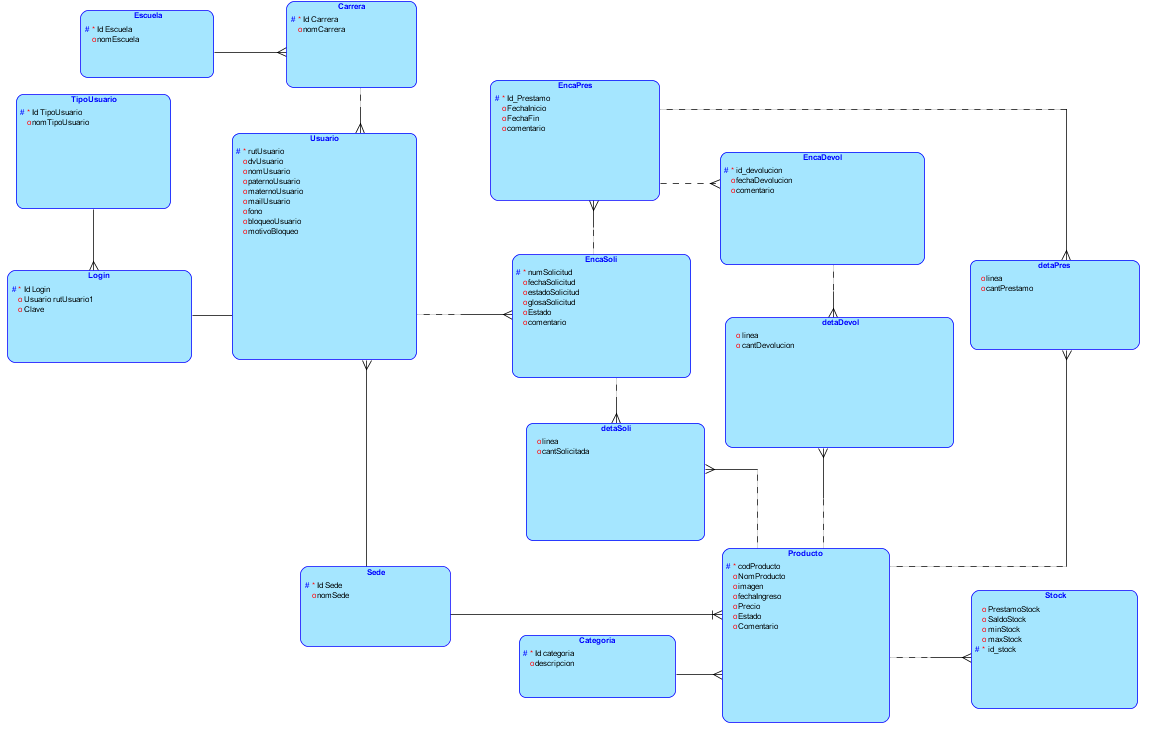 Escuela
# * Id Escuela
o nomEscuela
Carrera
# * Id Carrera
o nomCarrera
TipoUsuario
# * Id TipoUsuario
o nomTipoUsuario
Usuario
# * rutUsuario
o dvUsuario
o nomUsuario
o paternoUsuario
o maternoUsuario
o mailUsuario
o fono
o bloqueoUsuario
o motivoBloqueo
Login
# * Id Login
o Usuario rutUsuario1
o Clave
EncaPres
# * Id_Prestamo
o FechaInicio
o FechaFin
o comentario
EncaDevol
# * id_devolucion
o fechaDevolucion
o comentario
EncaSoli
# * numSolicitud
o fechaSolicitud
o estadoSolicitud
o glosaSolicitud
o Estado
o comentario
detaPres
o linea
o cantPrestamo
detaDevol
o linea
o cantDevolucion
detaSoli
o linea
o cantSolicitada
Sede
# * Id Sede
o nomSede
Categoria
# * Id categoria
o descripcion
Producto
# * codProducto
o NomProducto
o imagen
o fechaIngreso
o Precio
o Estado
o Comentario
Stock
o PrestamoStock
o SaldoStock
o minStock
o maxStock
# * id_stock